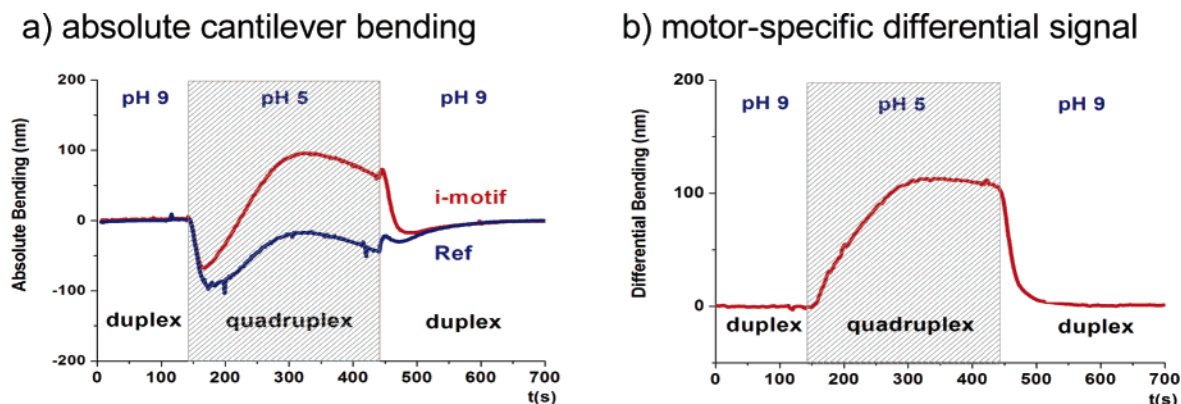 a) absolute cantilever bending
200
100
0
-100
-200
Absolute Bending (nm)
pH 9
pH 5
pH 9
i-motif
Ref
duplex
quadruplex
duplex
0 100 200 300 400 500 600 700
t(s)
b) motor-specific differential signal
200
100
0
Differential Bending (nm)
pH 9
pH 5
pH 9
duplex
quadruplex
duplex
0 100 200 300 400 500 600 700
t(s)